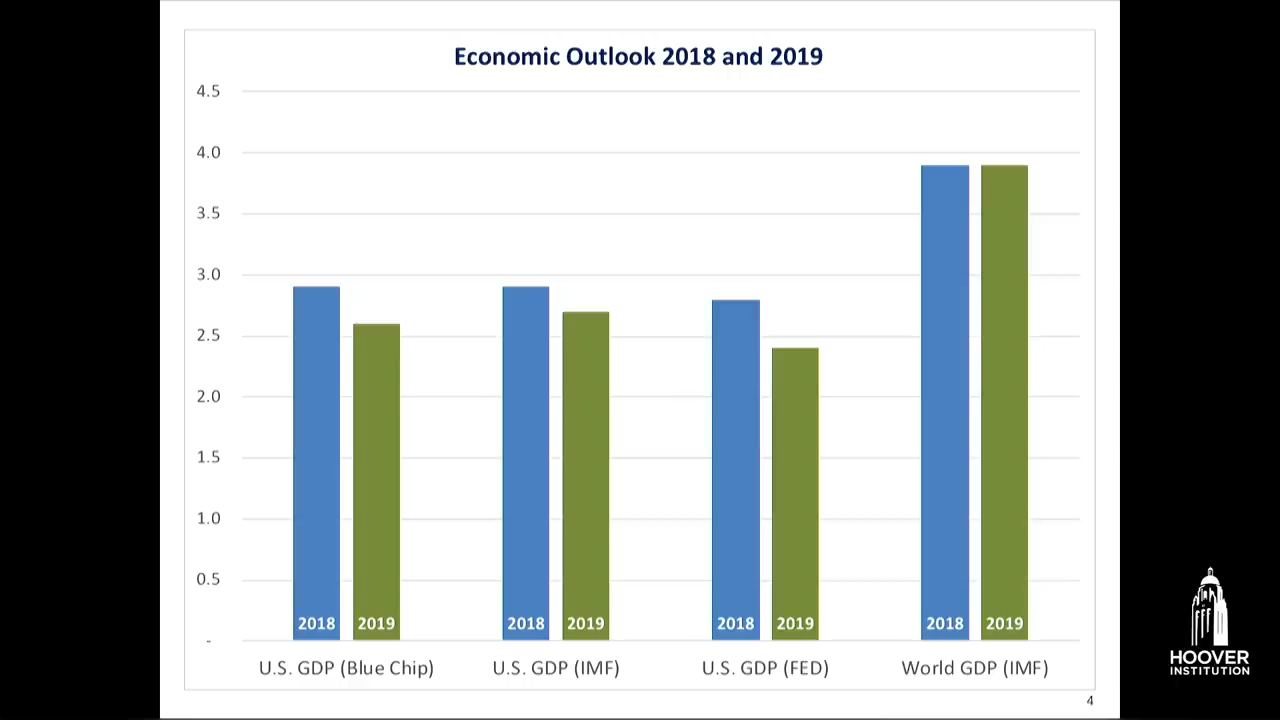 Economic Outlook 2018 and 2019
4.5
4.0
3.5
3.0
2.5
2.0
1.5
1.0
0.5
-
2018 2019 2018 2019 2018 2019 2018 2019
U.S. GDP (Blue Chip) U.S. GDP (IMF) U.S. GDP (FED) World GDP (IMF)
4
HOOVER
INSTITUTION